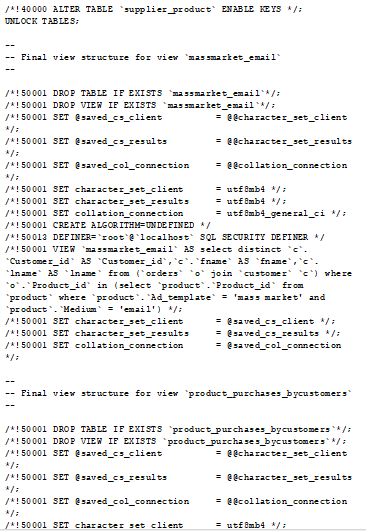 /*!40000 ALTER TABLE `supplier_product` ENABLE KEYS */;
UNLOCK TABLES;
--
-- Final view structure for view `massmarket_email`
--
/*!50001 DROP TABLE IF EXISTS `massmarket_email`*/;
/*!50001 DROP VIEW IF EXISTS `massmarket_email`*/;
/*!50001 SET @saved_cs_client          = @@character_set_client
*/;
/*!50001 SET @saved_cs_results         = @@character_set_results
*/;
/*!50001 SET @saved_col_connection     = @@collation_connection
*/;
/*!50001 SET character_set_client      = utf8mb4 */;
/*!50001 SET character_set_results     = utf8mb4 */;
/*!50001 SET collation_connection      = utf8mb4_general_ci */;
/*!50001 CREATE ALGORITHM=UNDEFINED */
/*!50013 DEFINER=`root`@`localhost` SQL SECURITY DEFINER */
/*!50001 VIEW `massmarket_email` AS select distinct `c`.
`Customer_id` AS `Customer_id`,`c`.`fname` AS `fname`,`c`.
`lname` AS `lname` from (`orders` `o` join `customer` `c`) where
`o`.`Product_id` in (select `product`.`Product_id` from
`product` where `product`.`Ad_template` = 'mass market' and
`product`.`Medium` = 'email') */;
/*!50001 SET character_set_client      = @saved_cs_client */;
/*!50001 SET character_set_results     = @saved_cs_results */;
/*!50001 SET collation_connection      = @saved_col_connection
*/;
--
-- Final view structure for view `product_purchases_bycustomers`
--
/*!50001 DROP TABLE IF EXISTS `product_purchases_bycustomers`*/;
/*!50001 DROP VIEW IF EXISTS `product_purchases_bycustomers`*/;
/*!50001 SET @saved_cs_client          = @@character_set_client
*/;
/*!50001 SET @saved_cs_results         = @@character_set_results
*/;
/*!50001 SET @saved_col_connection     = @@collation_connection
*/;
/*!50001 SET character_set_client      = utf8mb4 */;